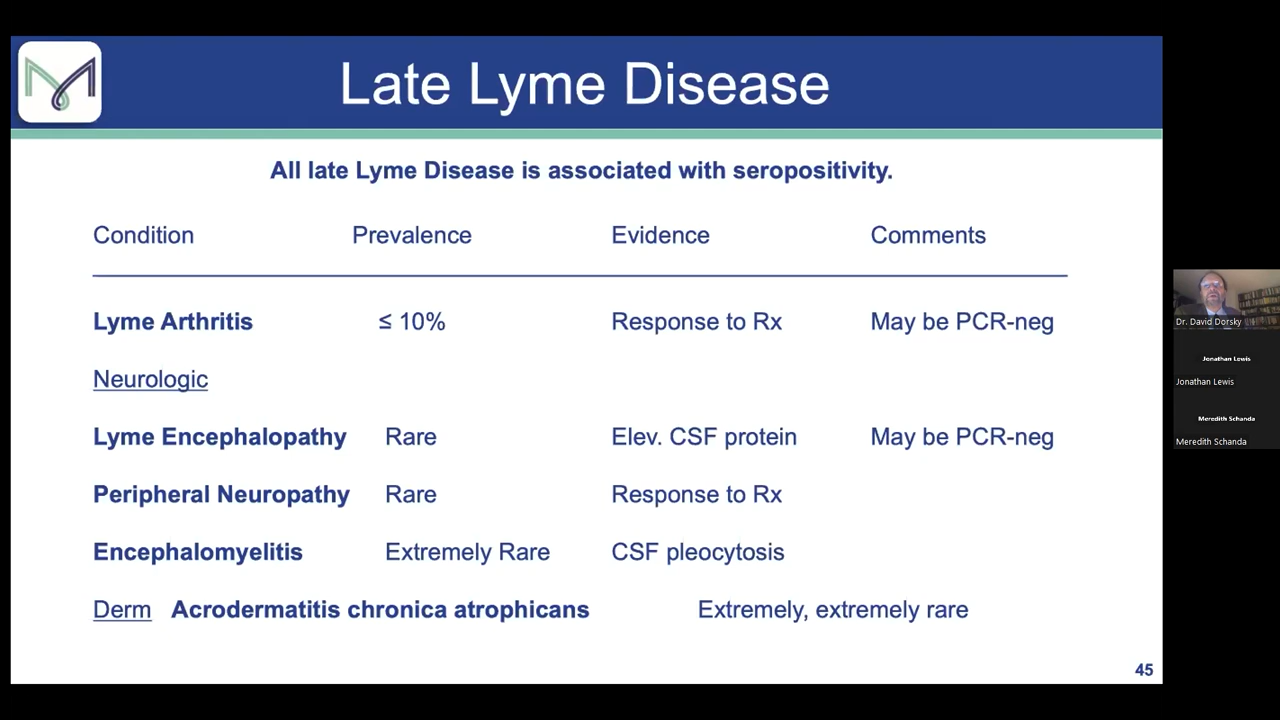 Late Lyme Disease
All late Lyme Disease is associated with seropositivity.
Condition Prevalence Evidence Comments
Lyme Arthritis ≤ 10% Response to Rx May be PCR-neg
Neurologic
Lyme Encephalopathy Rare Elev. CSF protein May be PCR-neg
Peripheral Neuropathy Rare Response to Rx
Encephalomyelitis Extremely Rare CSF pleocytosis
Derm Acrodermatitis chronica atrophicans Extremely, extremely rare
45
Dr. David Dorsky
Jonathan Lewis
Jonathan Lewis
Meredith Schanda
Meredith Schanda